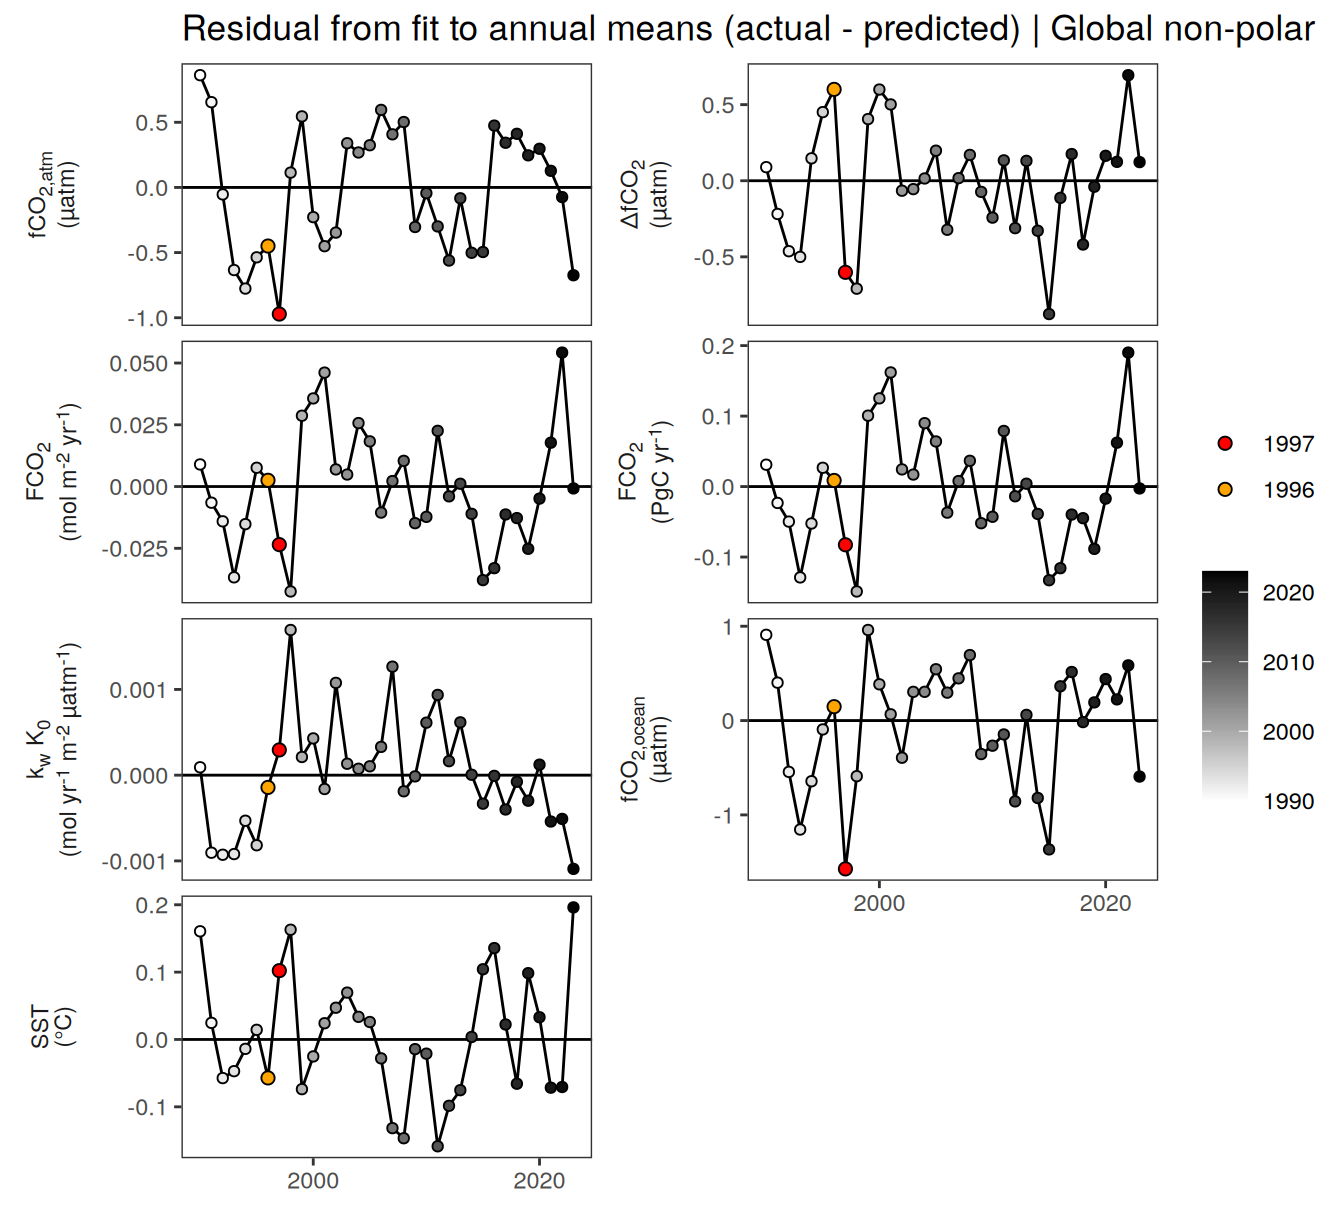 Residual from fit to annual means (actual - predicted) | Global non-polar
fCO2,atm
(µatm)
0.5
0.0
-0.5
-1.0
ΔfCO2
(µatm)
0.5
0.0
-0.5
FCO2
(mol m-2 yr-1)
0.050
0.025
0.000
-0.025
FCO2
(PgC yr-1)
0.2
0.1
0.0
-0.1
kw K0
(mol yr-1 m-2 µatm-1)
0.001
0.000
-0.001
fCO2,ocean
(µatm)
1
0
-1
2000
2020
SST
(°C)
0.2
0.1
0.0
-0.1
2000
2020
1997
1996
2020
2010
2000
1990